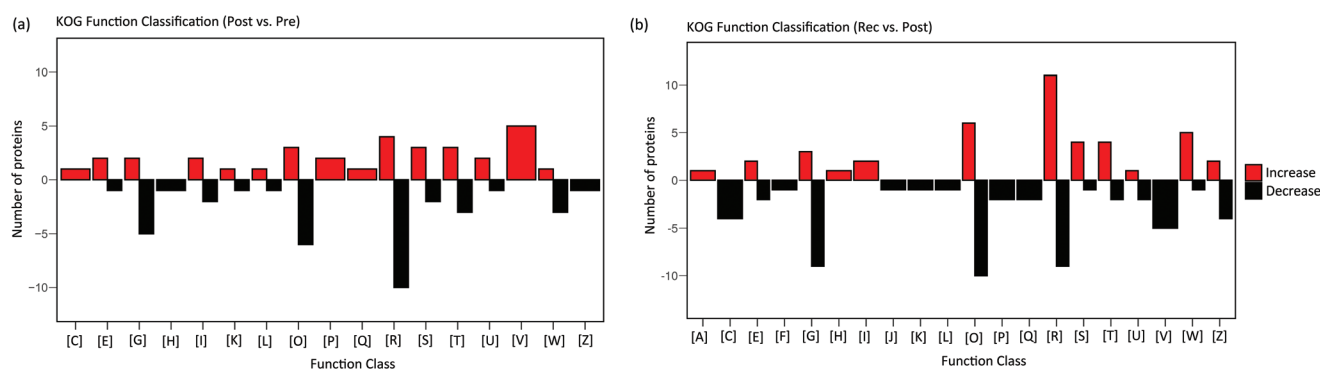 (a)
KOG Function Classification (Post vs. Pre)
Number of proteins
10
5
0
−5
−10
[C] [E] [G] [H] [I] [K] [L] [O] [P] [Q] [R] [S] [T] [U] [V] [W] [Z]
Function Class
(b)
KOG Function Classification (Rec vs. Post)
Number of proteins
10
5
0
-5
-10
[A] [C] [E] [F] [G] [H] [I] [J] [K] [L] [O] [P] [Q] [R] [S] [T] [U] [V] [W] [Z]
Function Class
Increase
Decrease